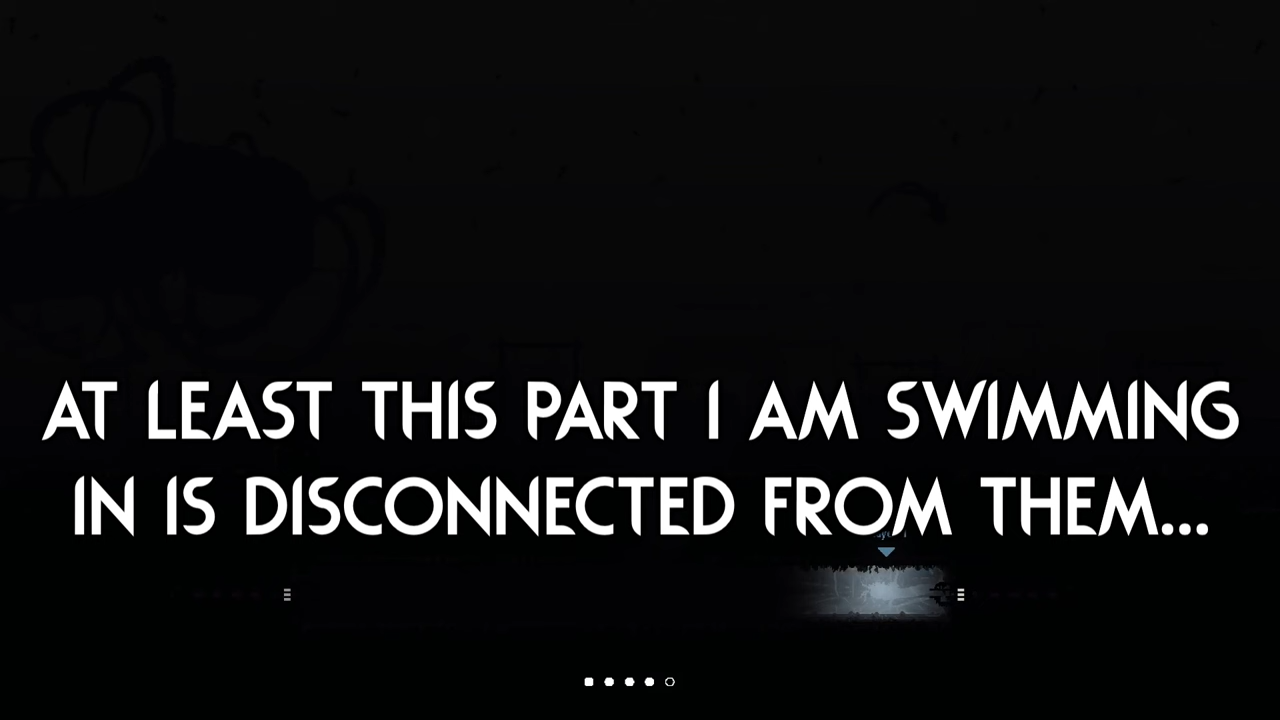 AT LEAST THIS PART I AM SWIMMING
IN IS DISCONNECTED FROM THEM...